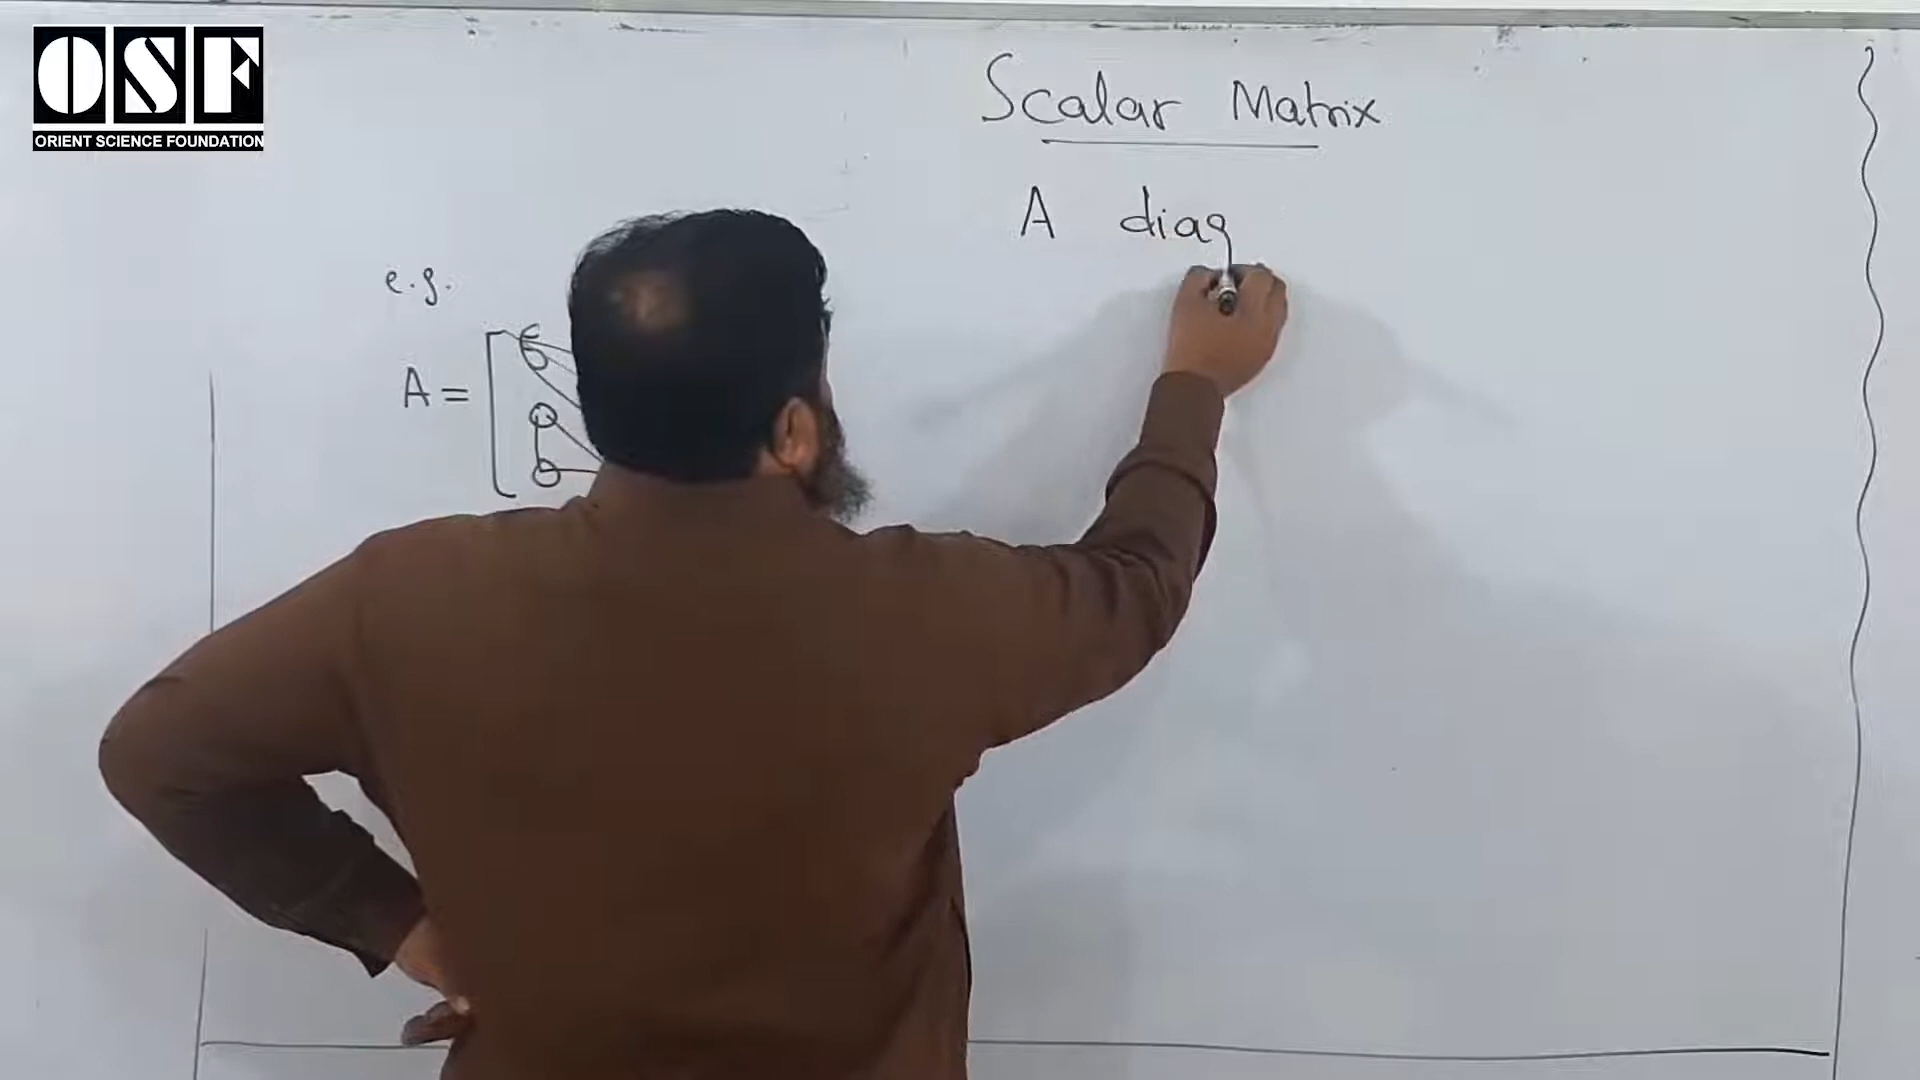 OSF
ORIENT SCIENCE FOUNDATION
Scalar Matrix
A diag
e.g.
A =